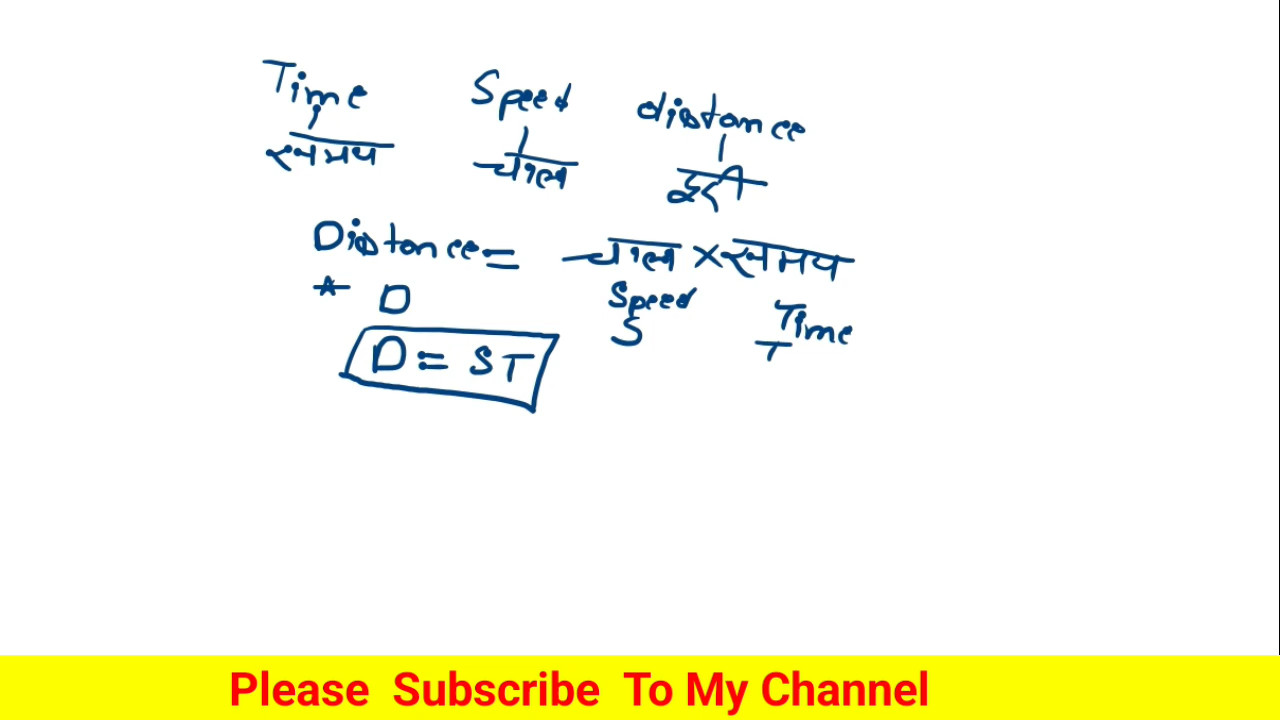 Time Speed distance
समय चाल दूरी
Distance = चाल × समय
* D Speed Time
S T
D = ST
Please Subscribe To My Channel